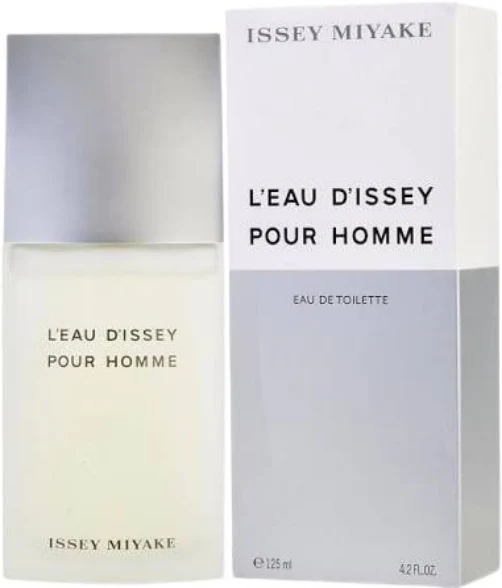 L'EAU D'ISSEY
POUR HOMME
ISSEY MIYAKE
ISSEY MIYAKE
L'EAU D'ISSEY
POUR HOMME
EAU DE TOILETTE
℮ 125 ml
4.2 FL.OZ.